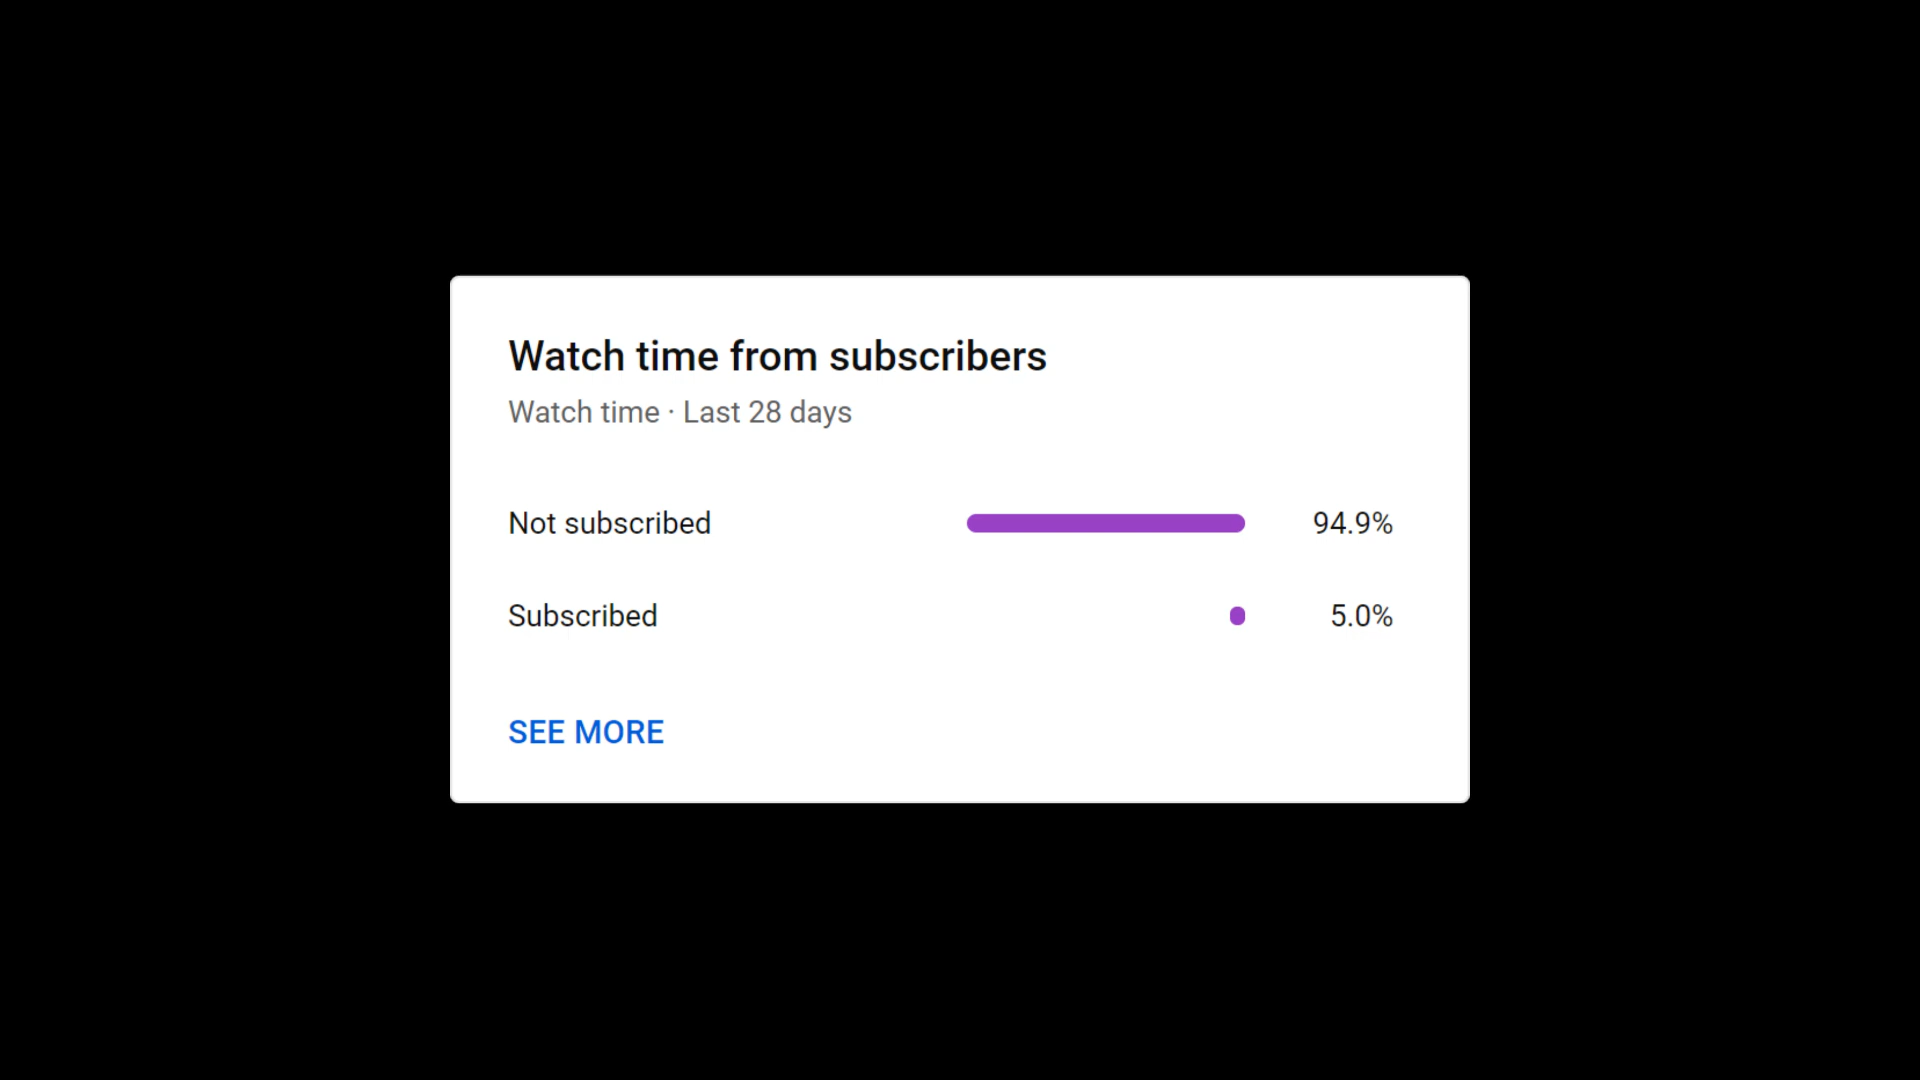 Watch time from subscribers
Watch time · Last 28 days
Not subscribed 94.9%
Subscribed 5.0%
SEE MORE